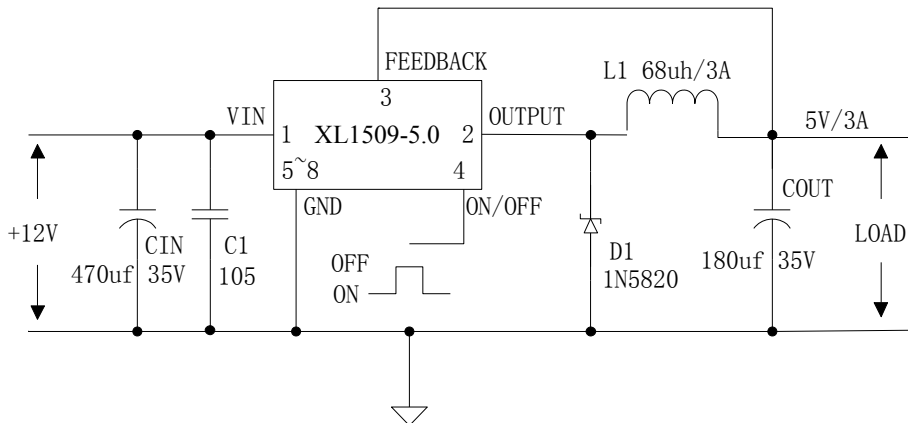 FEEDBACK
L1 68uh/3A
3
VIN
OUTPUT
5V/3A
1
XL1509-5.0
2
5~8
4
GND
ON/OFF
COUT
+12V
CIN
C1
470uf 35V
105
OFF
ON
D1
1N5820
180uf 35V
LOAD